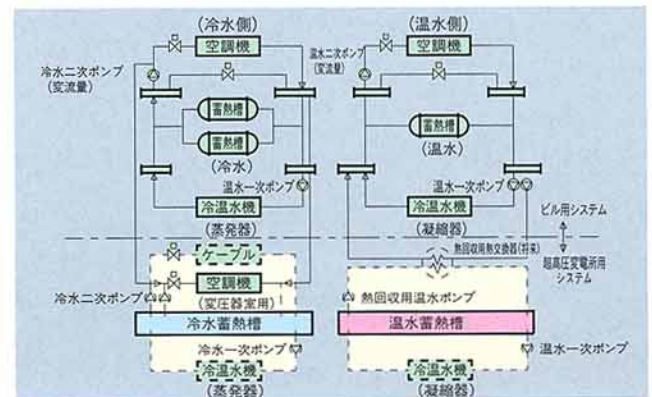 (冷水側)
(温水側)
空調機
空調機
冷水二次ポンプ
(変流量)
温水二次ポンプ
(変流量)
蓄熱槽
蓄熱槽
(冷水)
蓄熱槽
(温水)
温水一次ポンプ
温水一次ポンプ
冷温水機
(蒸発器)
冷温水機
(凝縮器)
ビル用システム
ケーブル
熱回収用熱交換器(将来)
超高圧変電所用
システム
空調機
(変圧器室用)
冷水二次ポンプ
熱回収用温水ポンプ
冷水蓄熱槽
温水蓄熱槽
冷水一次ポンプ
温水一次ポンプ
冷温水機
(蒸発器)
冷温水機
(凝縮器)